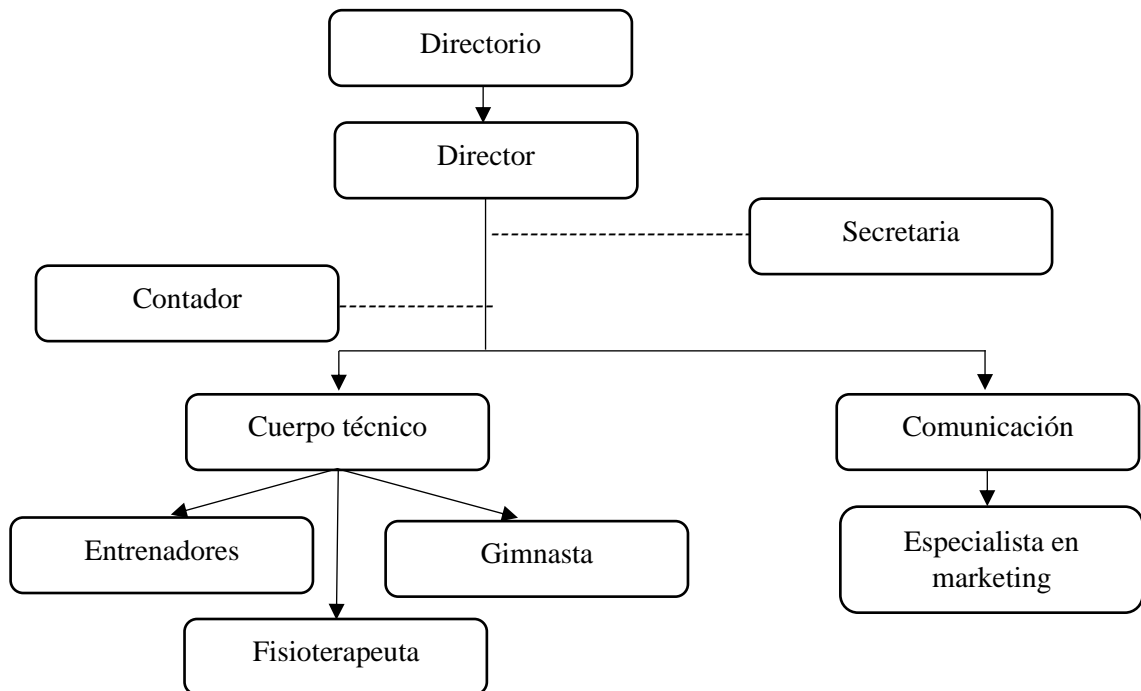 Directorio
Director
Secretaria
Contador
Cuerpo técnico
Comunicación
Entrenadores
Gimnasta
Especialista en
marketing
Fisioterapeuta